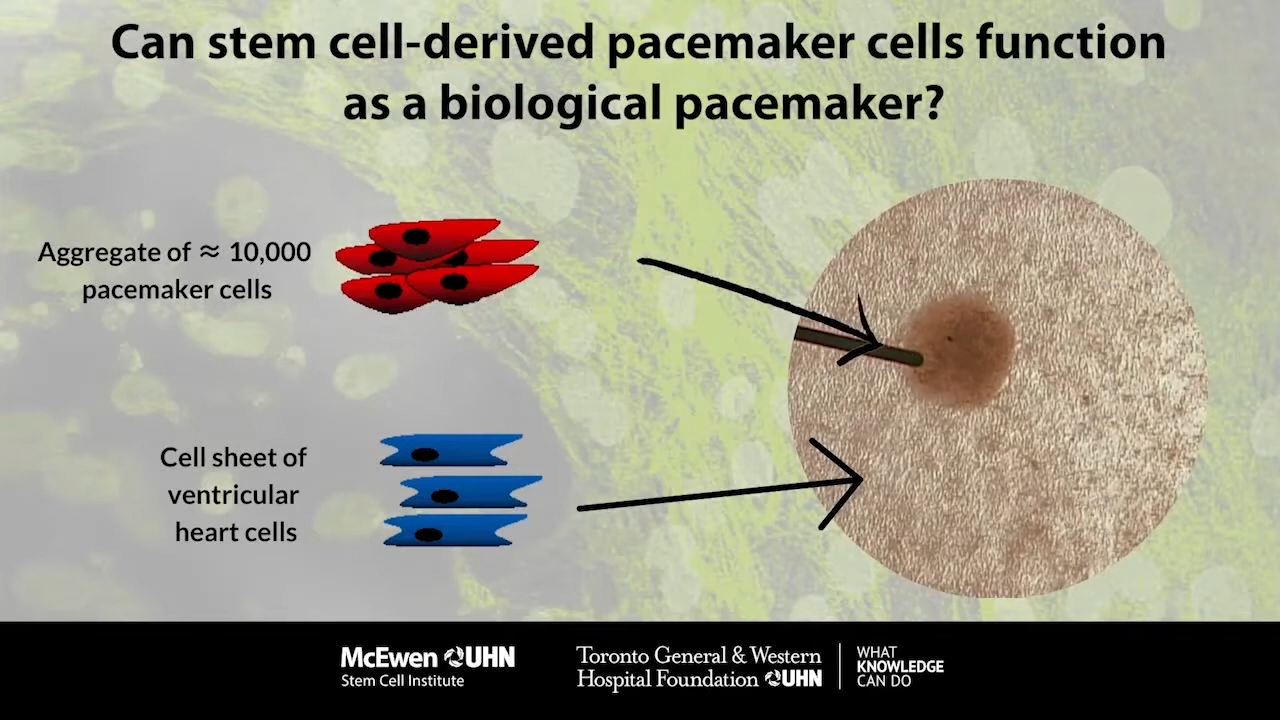 Can stem cell-derived pacemaker cells function
as a biological pacemaker?
Aggregate of ≈ 10,000
pacemaker cells
Cell sheet of
ventricular
heart cells
McEwen UHN
Stem Cell Institute
Toronto General & Western
Hospital Foundation UHN
WHAT
KNOWLEDGE
CAN DO